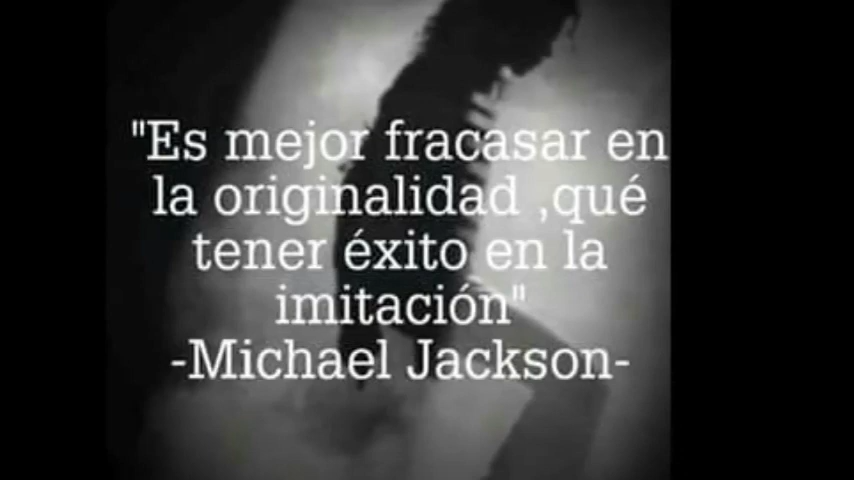 "Es mejor fracasar en
la originalidad ,qué
tener éxito en la
imitación"
-Michael Jackson-